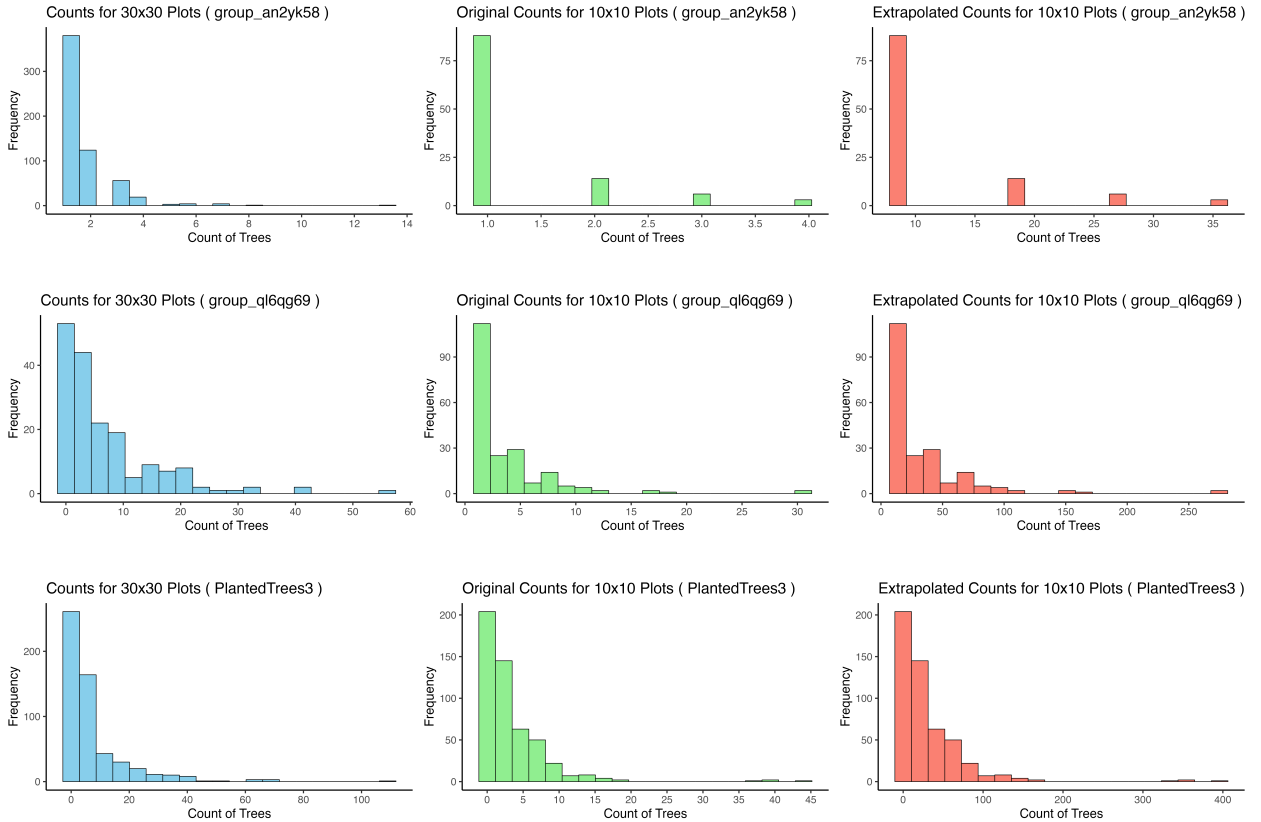 Counts for 30x30 Plots ( group_an2yk58 )
Original Counts for 10x10 Plots ( group_an2yk58 )
Extrapolated Counts for 10x10 Plots ( group_an2yk58 )
Frequency
300
200
100
0
2 4 6 8 10 12 14
Count of Trees
Frequency
75
50
25
0
1.0 1.5 2.0 2.5 3.0 3.5 4.0
Count of Trees
Frequency
75
50
25
0
10 15 20 25 30 35
Count of Trees
Counts for 30x30 Plots ( group_ql6qg69 )
Original Counts for 10x10 Plots ( group_ql6qg69 )
Extrapolated Counts for 10x10 Plots ( group_ql6qg69 )
Frequency
40
20
0
0 10 20 30 40 50 60
Count of Trees
Frequency
90
60
30
0
0 5 10 15 20 25 30
Count of Trees
Frequency
90
60
30
0
0 50 100 150 200 250
Count of Trees
Counts for 30x30 Plots ( PlantedTrees3 )
Original Counts for 10x10 Plots ( PlantedTrees3 )
Extrapolated Counts for 10x10 Plots ( PlantedTrees3 )
Frequency
200
100
0
0 20 40 60 80 100
Count of Trees
Frequency
200
150
100
50
0
0 5 10 15 20 25 30 35 40 45
Count of Trees
Frequency
200
150
100
50
0
0 100 200 300 400
Count of Trees